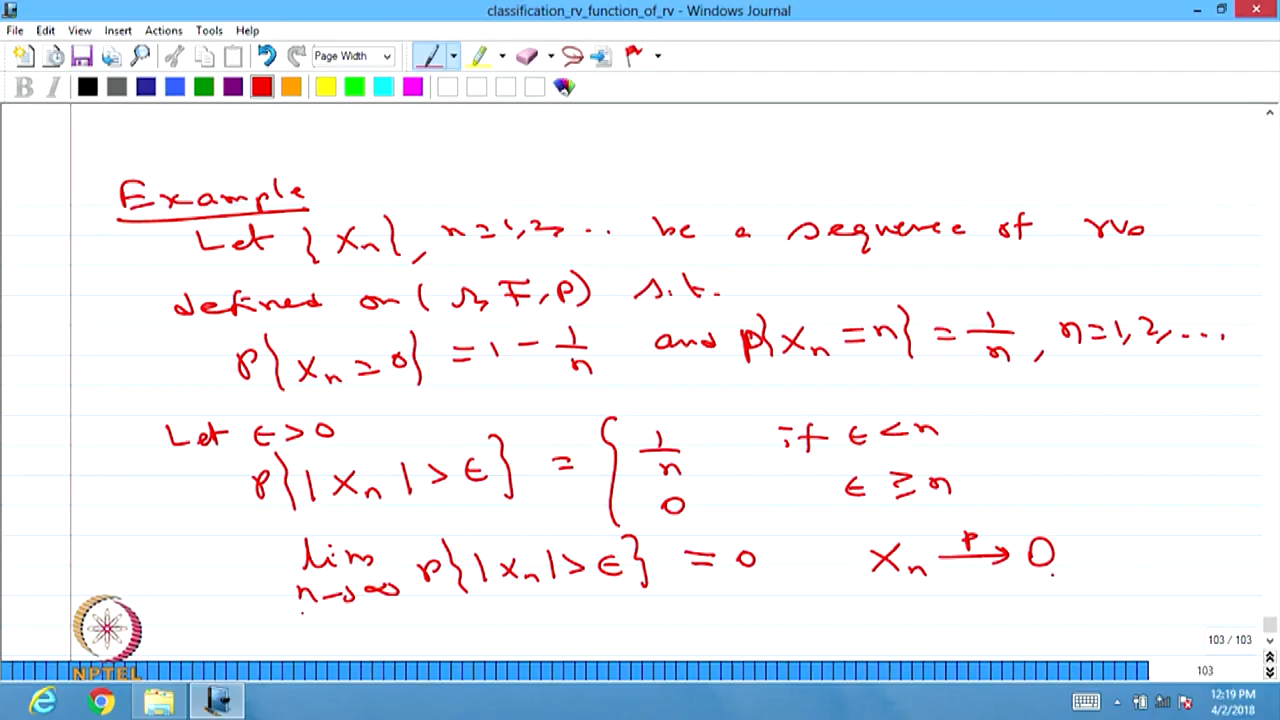 classification_rv_function_of_rv - Windows Journal
File Edit View Insert Actions Tools Help
Page Width
B I
Example
Let {Xn}, n=1,2,... be a sequence of rvs
defined on (Ω, F, P) s.t.
P{Xn = 0} = 1 - 1/n and P{Xn = n} = 1/n, n=1,2,...
Let ϵ > 0
P{|Xn| > ϵ} = { 1/n if ϵ < n
0 ϵ ≥ n
lim n→∞ P{|Xn| > ϵ} = 0 Xn →p 0
103 / 103
NPTEL
103
12:19 PM
4/2/2018